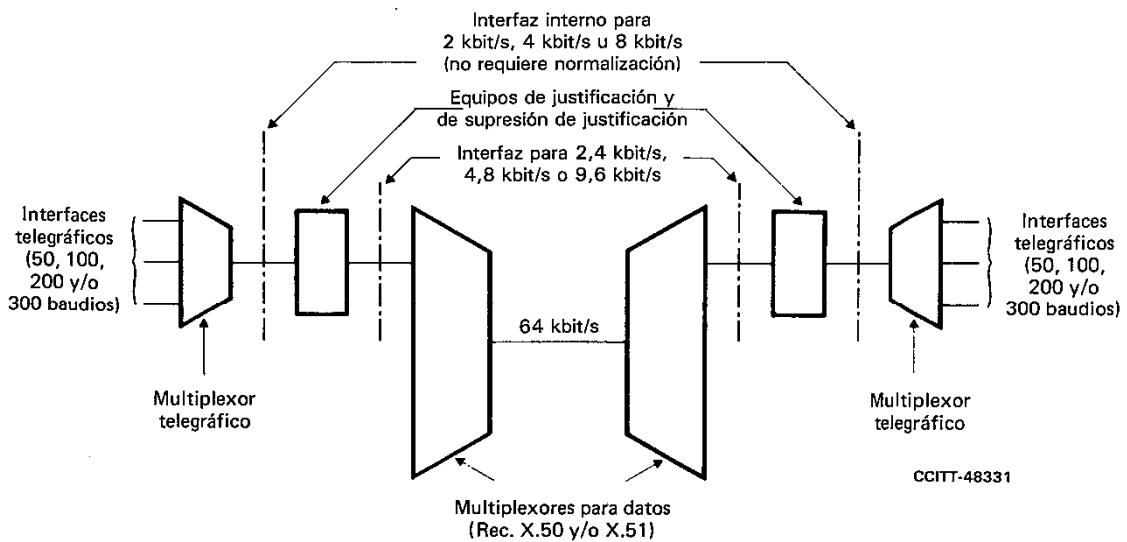 Interfaz interno para
2 kbit/s, 4 kbit/s u 8 kbit/s
(no requiere normalización)
Equipos de justificación y
de supresión de justificación
Interfaz para 2,4 kbit/s,
4,8 kbit/s o 9,6 kbit/s
Interfaces
telegráficos
(50, 100,
200 y/o
300 baudios)
Interfaces
telegráficos
(50, 100,
200 y/o
300 baudios)
64 kbit/s
Multiplexor
telegráfico
Multiplexor
telegráfico
CCITT-48331
Multiplexores para datos
(Rec. X.50 y/o X.51)